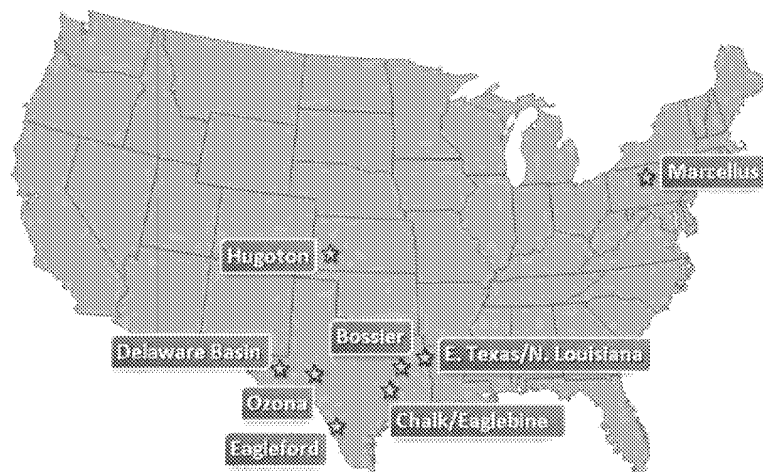 Marcellus
Hugoton
Bossier
Delaware Basin
E. Texas/N. Louisiana
Ozona
Chalk/Eaglebine
Eagleford